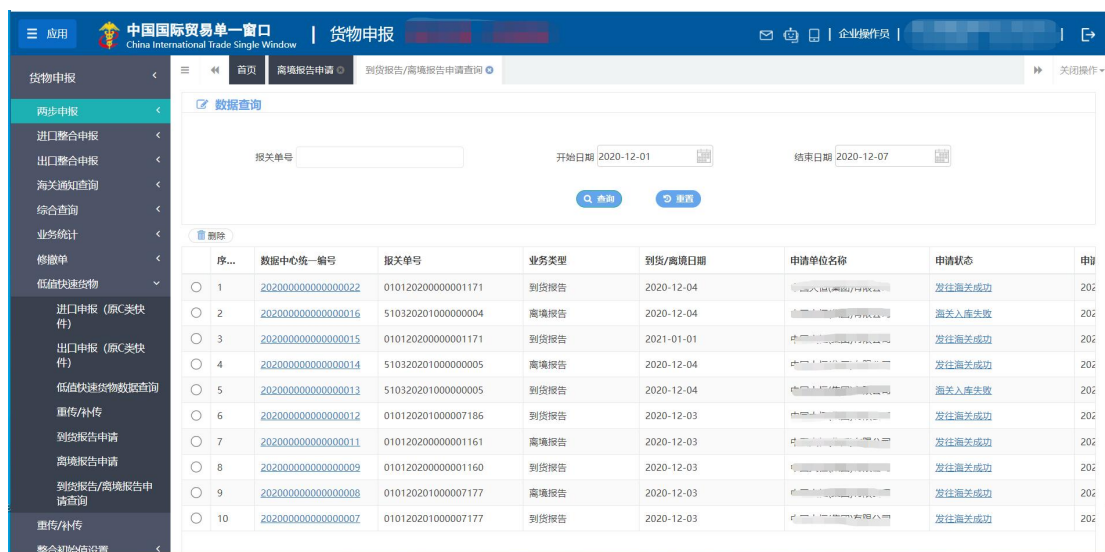 应用
中国国际贸易单一窗口
China International Trade Single Window
货物申报
企业操作员
货物申报
首页
离境报告申请
到货报告/离境报告申请查询
关闭操作
两步申报
进口整合申报
出口整合申报
海关通知查询
综合查询
业务统计
修撤单
低值快速货物
进口申报（原C类快
件）
出口申报（原C类快
件）
低值快速货物数据查询
重传/补传
到货报告申请
离境报告申请
到货报告/离境报告申
请查询
重传/补传
整合初始值设置
数据查询
报关单号
开始日期 2020-12-01
结束日期 2020-12-07
查询
重置
删除
序... 数据中心统一编号 报关单号 业务类型 到货/离境日期 申请单位名称 申请状态
1 202000000000000022 010120200000001171 到货报告 2020-12-04 发往海关成功 202
2 202000000000000016 510320201000000004 离境报告 2020-12-04 海关入库失败 202
3 202000000000000015 010120200000001171 到货报告 2021-01-01 发往海关成功 202
4 202000000000000014 510320201000000005 离境报告 2020-12-04 发往海关成功 202
5 202000000000000013 510320201000000005 到货报告 2020-12-04 海关入库失败 202
6 202000000000000012 010120201000007186 到货报告 2020-12-03 发往海关成功 202
7 202000000000000011 010120200000001161 离境报告 2020-12-03 发往海关成功 202
8 202000000000000009 010120200000001160 到货报告 2020-12-03 发往海关成功 202
9 202000000000000008 010120201000007177 离境报告 2020-12-03 发往海关成功 202
10 202000000000000007 010120201000007177 到货报告 2020-12-03 发往海关成功 202